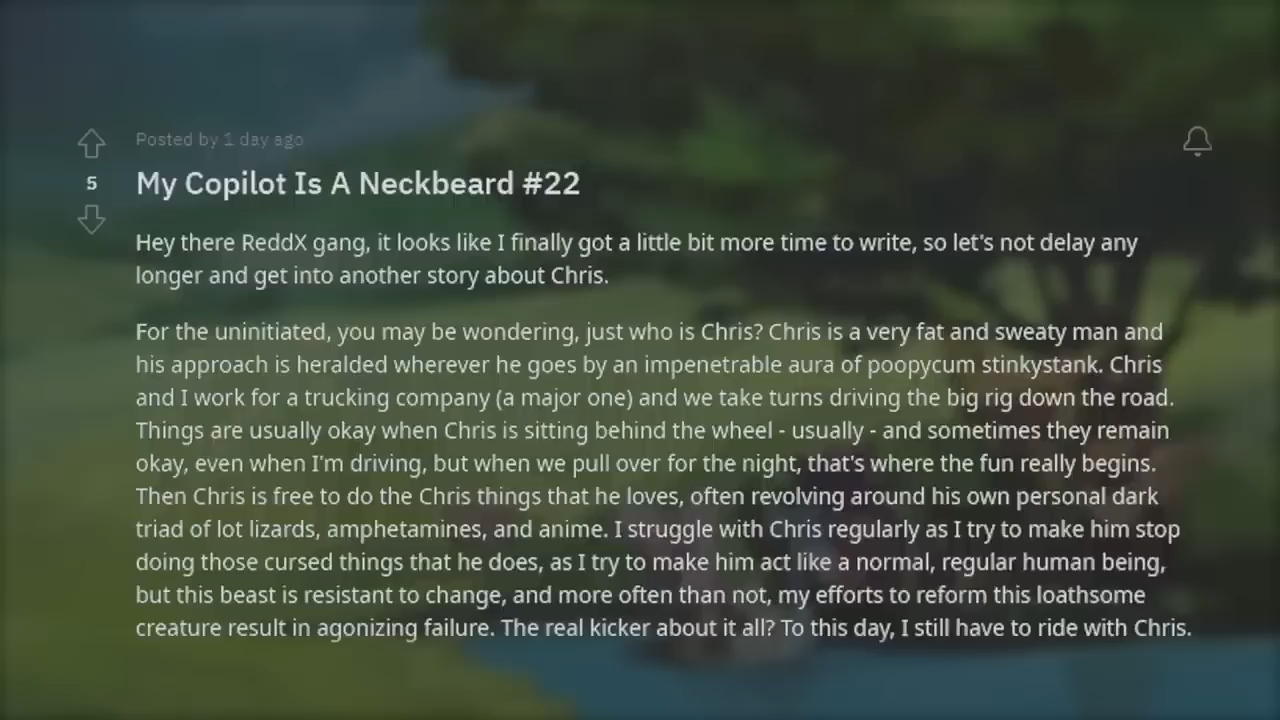 Posted by 1 day ago
5
My Copilot Is A Neckbeard #22
Hey there ReddX gang, it looks like I finally got a little bit more time to write, so let's not delay any
longer and get into another story about Chris.
For the uninitiated, you may be wondering, just who is Chris? Chris is a very fat and sweaty man and
his approach is heralded wherever he goes by an impenetrable aura of poopycum stinkystank. Chris
and I work for a trucking company (a major one) and we take turns driving the big rig down the road.
Things are usually okay when Chris is sitting behind the wheel - usually - and sometimes they remain
okay, even when I'm driving, but when we pull over for the night, that's where the fun really begins.
Then Chris is free to do the Chris things that he loves, often revolving around his own personal dark
triad of lot lizards, amphetamines, and anime. I struggle with Chris regularly as I try to make him stop
doing those cursed things that he does, as I try to make him act like a normal, regular human being,
but this beast is resistant to change, and more often than not, my efforts to reform this loathsome
creature result in agonizing failure. The real kicker about it all? To this day, I still have to ride with Chris.